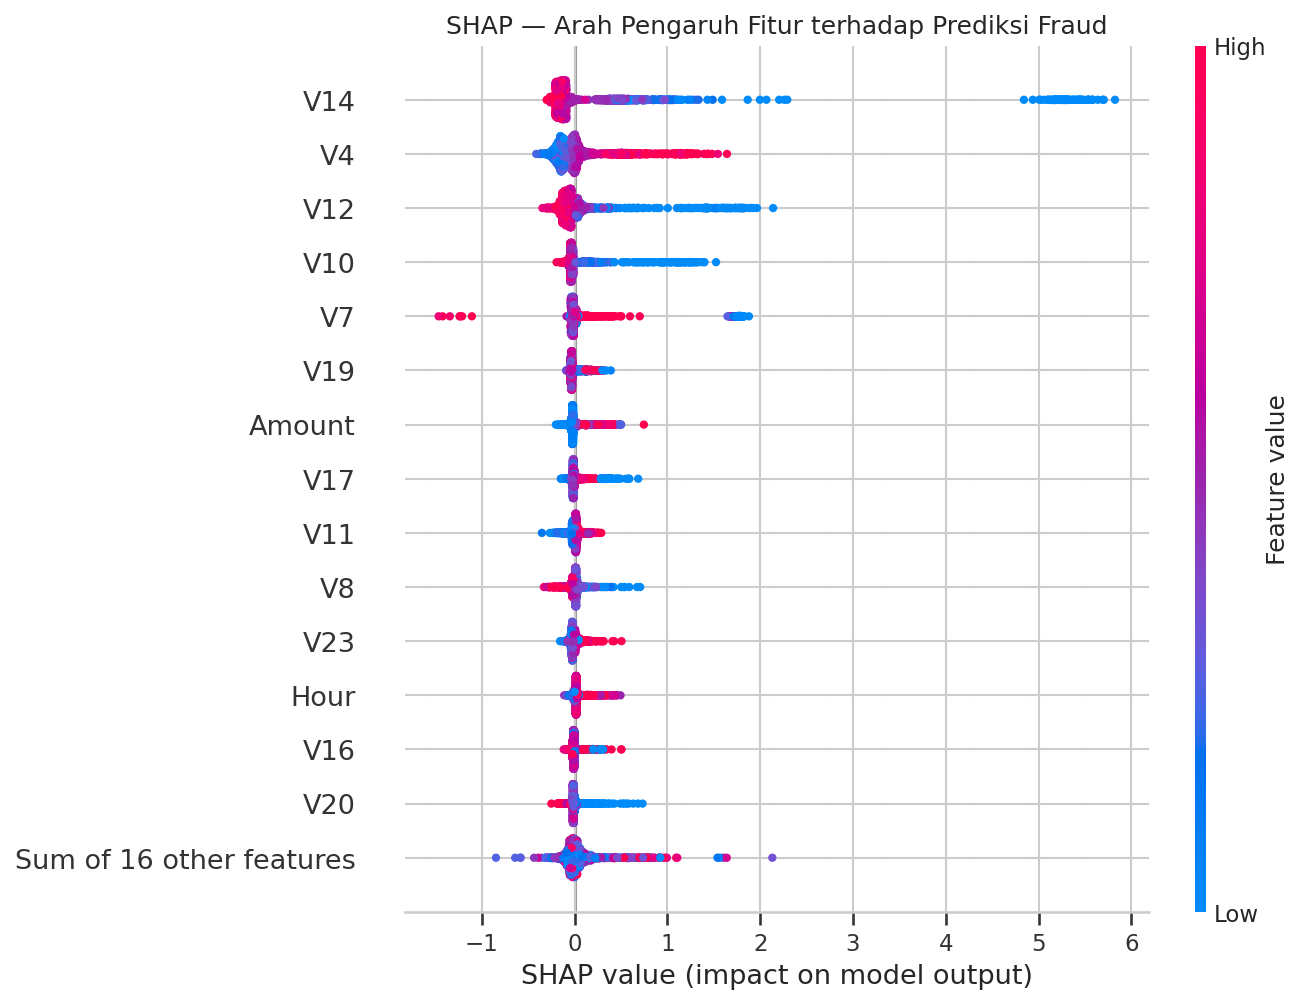 SHAP — Arah Pengaruh Fitur terhadap Prediksi Fraud
High
V14
V4
V12
V10
V7
V19
Amount
V17
V11
V8
V23
Hour
V16
V20
Sum of 16 other features
Feature value
Low
−1 0 1 2 3 4 5 6
SHAP value (impact on model output)